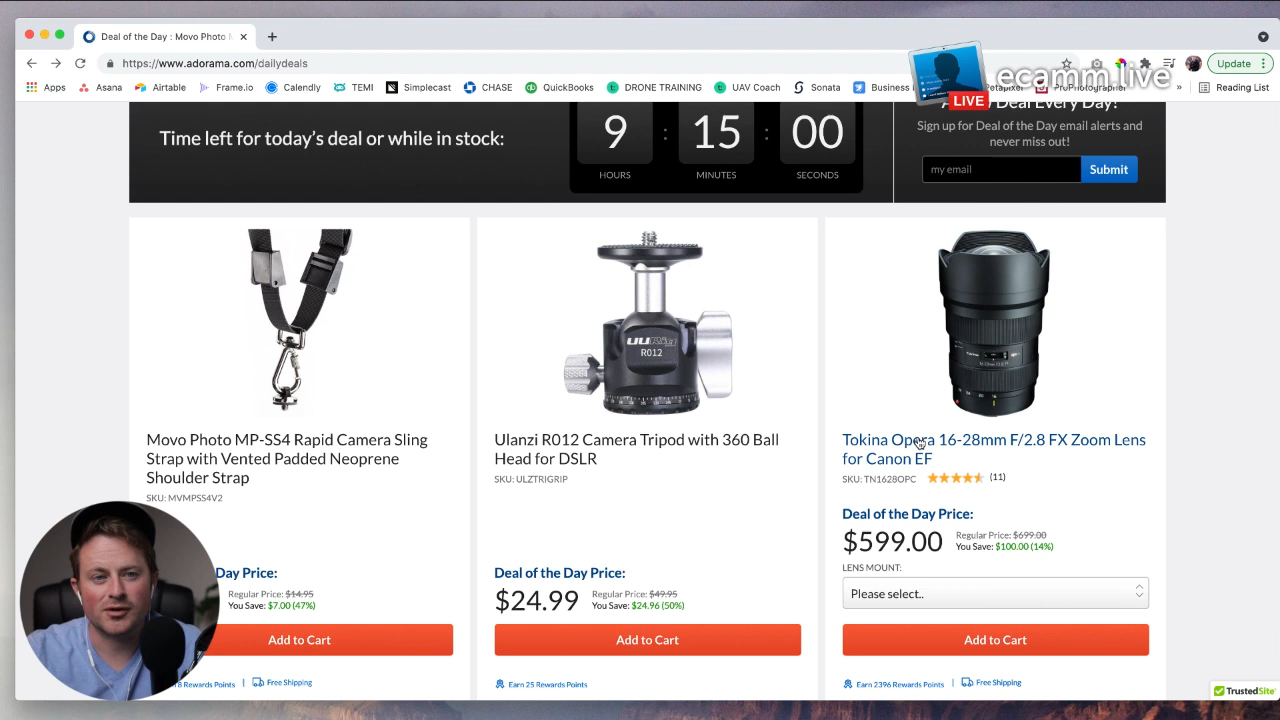 Deal of the Day : Movo Photo M
https://www.adorama.com/dailydeals
Update
ecamm live
LIVE
Apps
Asana
Airtable
Frame.io
Calendly
TEMI
Simplecast
CHASE
QuickBooks
DRONE TRAINING
UAV Coach
Sonata
Business
Reading List
Deal Every Day!
Time left for today's deal or while in stock:
9 : 15 : 00
HOURS MINUTES SECONDS
Sign up for Deal of the Day email alerts and
never miss out!
my email
Submit
Movo Photo MP-SS4 Rapid Camera Sling
Strap with Vented Padded Neoprene
Shoulder Strap
SKU: MVMPSS4V2
Day Price:
Regular Price: $14.95
You Save: $7.00 (47%)
Add to Cart
8 Rewards Points
Free Shipping
uuRig
R012
Ulanzi R012 Camera Tripod with 360 Ball
Head for DSLR
SKU: ULZTRIGRIP
Deal of the Day Price:
$24.99
Regular Price: $49.95
You Save: $24.96 (50%)
Add to Cart
Earn 25 Rewards Points
Tokina Opera 16-28mm F/2.8 FX Zoom Lens
for Canon EF
SKU: TN1628OPC
(11)
Deal of the Day Price:
$599.00
Regular Price: $699.00
You Save: $100.00 (14%)
LENS MOUNT:
Please select..
Add to Cart
Earn 2396 Rewards Points
Free Shipping
TrustedSite